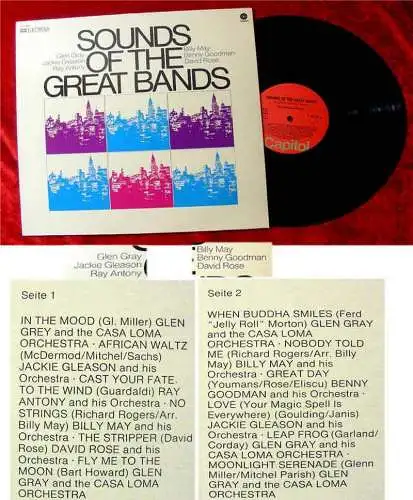 SOUNDS
OF THE
GREAT BANDS
Glen Gray
Jackie Gleason
Ray Antony
Billy May
Benny Goodman
David Rose
SOUNDS OF THE GREAT BANDS
Capitol
Glen Gray
Jackie Gleason
Ray Antony
Billy May
Benny Goodman
David Rose
Seite 1
IN THE MOOD (Gl. Miller) GLEN
GREY and the CASA LOMA
ORCHESTRA · AFRICAN WALTZ
(McDermod/Mitchel/Sachs)
JACKIE GLEASON and his
Orchestra · CAST YOUR FATE
TO THE WIND (Guaraldi) RAY
ANTONY and his Orchestra · NO
STRINGS (Richard Rogers/Arr.
Billy May) BILLY MAY and his
Orchestra · THE STRIPPER (David
Rose) DAVID ROSE and his
Orchestra · FLY ME TO THE
MOON (Bart Howard) GLEN
GRAY and the CASA LOMA
ORCHESTRA
Seite 2
WHEN BUDDHA SMILES (Ferd
"Jelly Roll" Morton) GLEN GRAY
and the CASA LOMA
ORCHESTRA · NOBODY TOLD
ME (Richard Rogers/Arr. Billy
May) BILLY MAY and his
Orchestra · GREAT DAY
(Youmans/Rose/Eliscu) BENNY
GOODMAN and his Orchestra ·
LOVE (Your Magic Spell Is
Everywhere) (Goulding/Janis)
JACKIE GLEASON and his
Orchestra · LEAP FROG (Garland/
Corday) GLEN GRAY and his
CASA LOMA ORCHESTRA ·
MOONLIGHT SERENADE (Glenn
Miller/Mitchel Parish) GLEN
GRAY and the CASA LOMA
ORCHESTRA